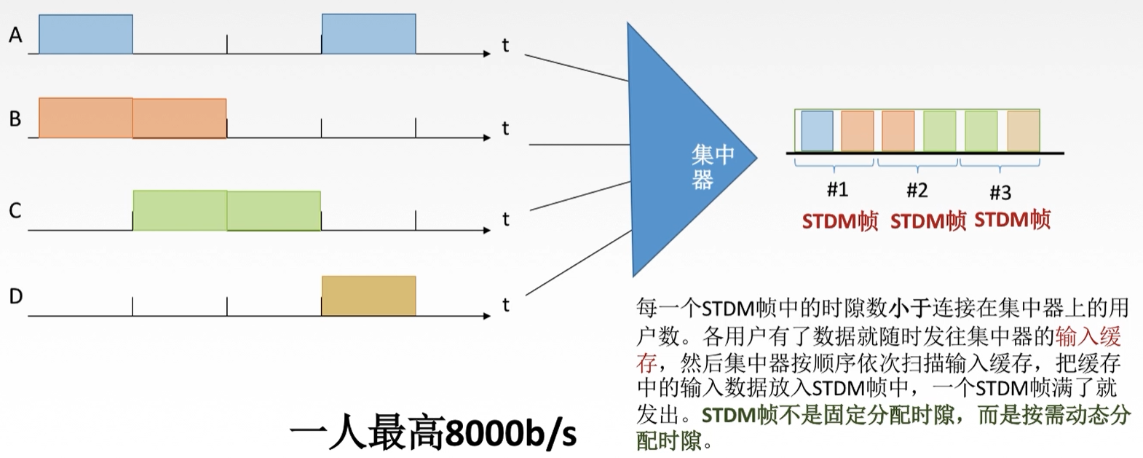 A
t
B
t
C
t
D
t
集中
器
#1
#2
#3
STDM帧
STDM帧
STDM帧
每一个STDM帧中的时隙数小于连接在集中器上的用
户数。各用户有了数据就随时发往集中器的输入缓
存，然后集中器按顺序依次扫描输入缓存，把缓存
中的输入数据放入STDM帧中，一个STDM帧满了就
发出。STDM帧不是固定分配时隙，而是按需动态分
配时隙。
一人最高8000b/s